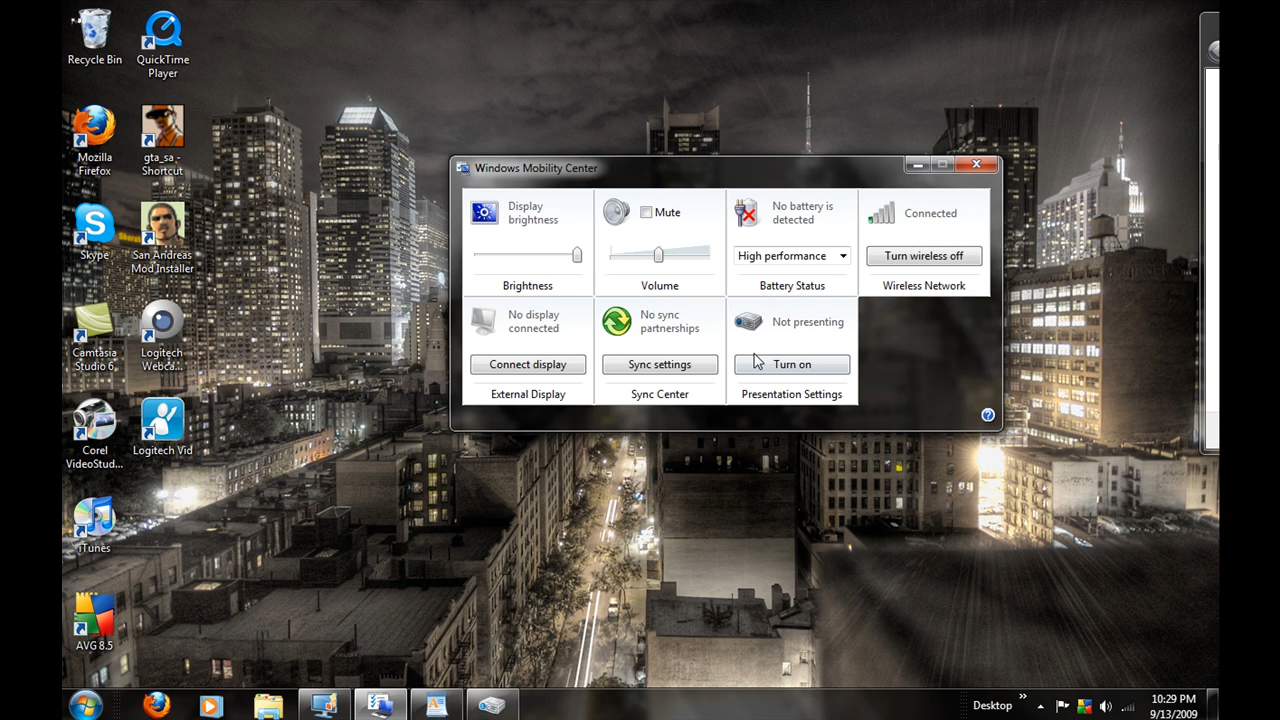 Recycle Bin
QuickTime
Player
Mozilla
Firefox
gta_sa -
Shortcut
Skype
San Andreas
Mod Installer
Camtasia
Studio 6
Logitech
Webca...
Corel
VideoStud...
Logitech Vid
iTunes
AVG 8.5
Windows Mobility Center
Display
brightness
Brightness
Mute
Volume
No battery is
detected
High performance
Battery Status
Connected
Turn wireless off
Wireless Network
No display
connected
Connect display
External Display
No sync
partnerships
Sync settings
Sync Center
Not presenting
Turn on
Presentation Settings
Desktop
10:29 PM
9/13/2009